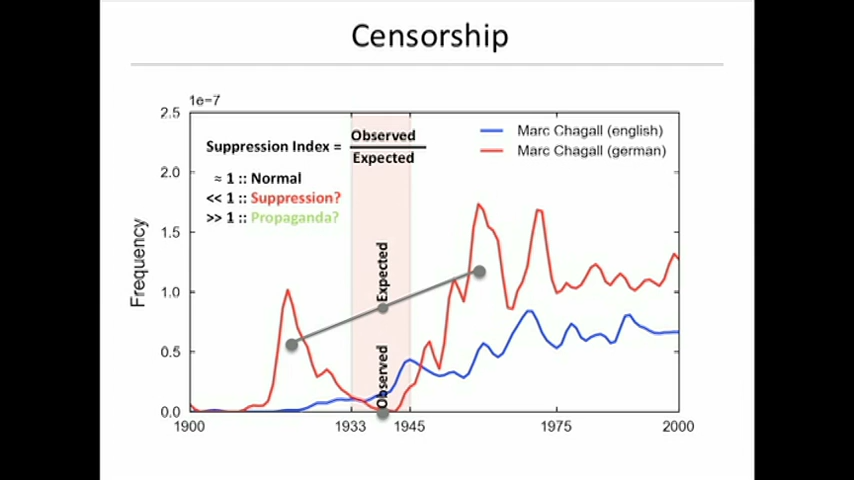 Censorship
1e=7
2.5
2.0
1.5
1.0
0.5
0.0
Frequency
Suppression Index = Observed
Expected
≈ 1 :: Normal
<< 1 :: Suppression?
>> 1 :: Propaganda?
Marc Chagall (english)
Marc Chagall (german)
Expected
Observed
1900
1933
1945
1975
2000